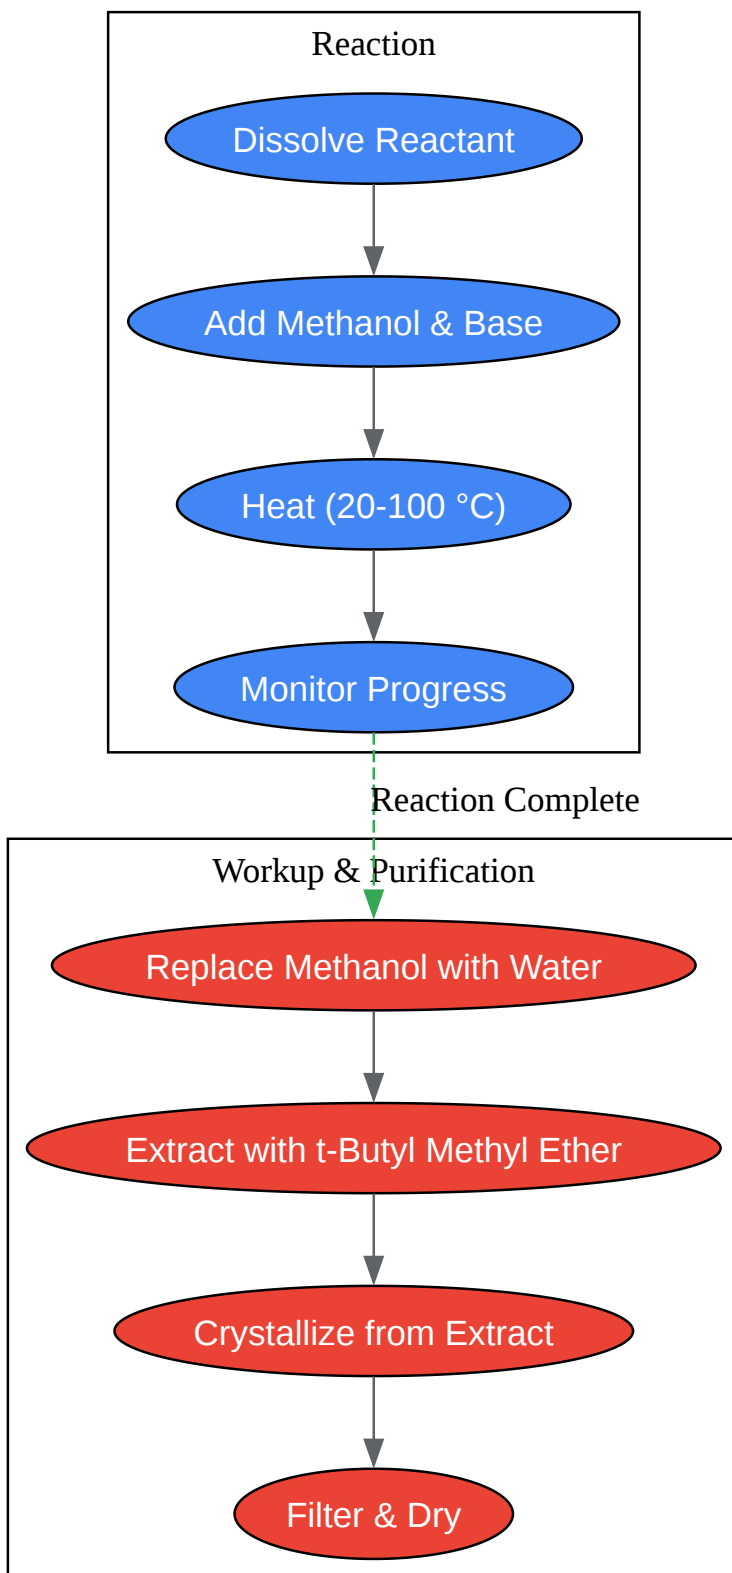 Reaction
Dissolve Reactant
Add Methanol & Base
Heat (20-100 °C)
Monitor Progress
Reaction Complete
Workup & Purification
Replace Methanol with Water
Extract with t-Butyl Methyl Ether
Crystallize from Extract
Filter & Dry